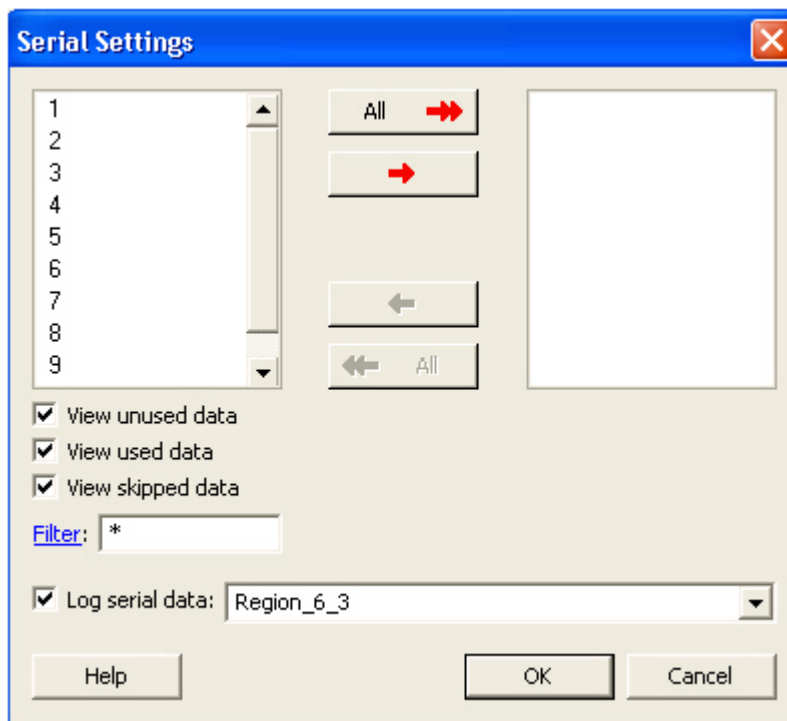 Serial Settings
1
2
3
4
5
6
7
8
9
All
All
View unused data
View used data
View skipped data
Filter: *
Log serial data: Region_6_3
Help OK Cancel